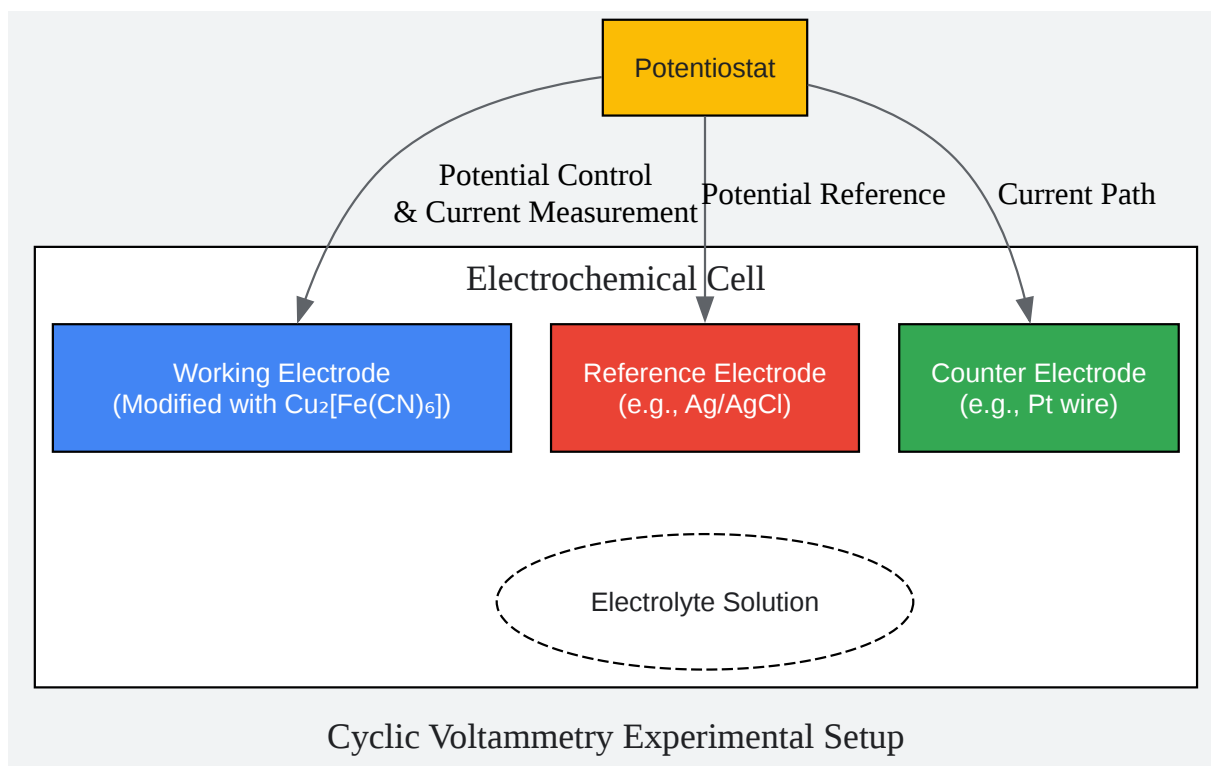 Potentiostat
Potential Control
& Current Measurement
Potential Reference
Current Path
Electrochemical Cell
Working Electrode
(Modified with Cu₂[Fe(CN)₆])
Reference Electrode
(e.g., Ag/AgCl)
Counter Electrode
(e.g., Pt wire)
Electrolyte Solution
Cyclic Voltammetry Experimental Setup